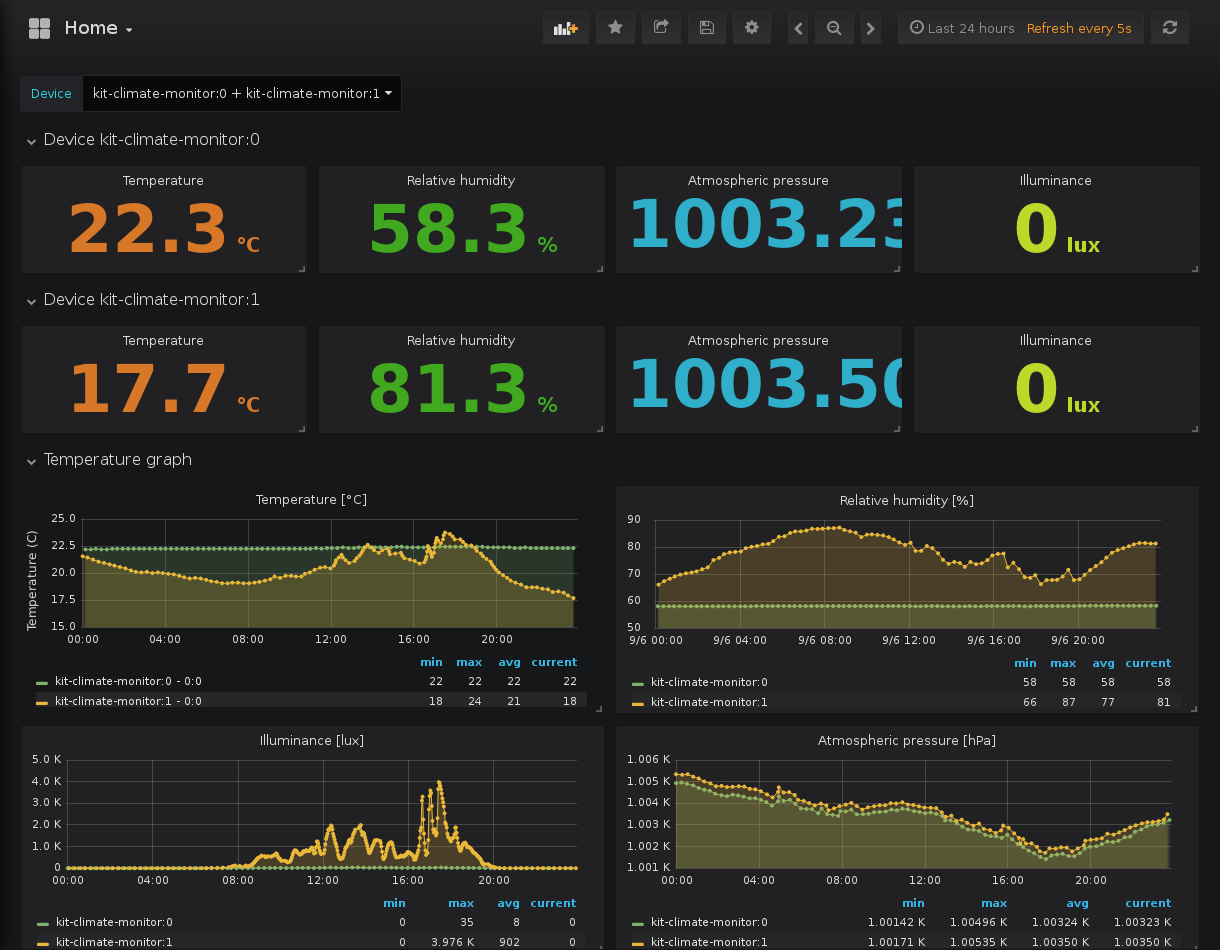 Home
Last 24 hours Refresh every 5s
Device kit-climate-monitor:0 + kit-climate-monitor:1
Device kit-climate-monitor:0
Temperature Relative humidity Atmospheric pressure Illuminance
22.3 °C 58.3 % 1003.23 0 lux
Device kit-climate-monitor:1
Temperature Relative humidity Atmospheric pressure Illuminance
17.7 °C 81.3 % 1003.50 0 lux
Temperature graph
Temperature [°C]
Temperature (C)
25.0
22.5
20.0
17.5
15.0
00:00 04:00 08:00 12:00 16:00 20:00
min max avg current
kit-climate-monitor:0 - 0:0 22 22 22 22
kit-climate-monitor:1 - 0:0 18 24 21 18
Relative humidity [%]
90
80
70
60
50
9/6 00:00 9/6 04:00 9/6 08:00 9/6 12:00 9/6 16:00 9/6 20:00
min max avg current
kit-climate-monitor:0 58 58 58 58
kit-climate-monitor:1 66 87 77 81
Illuminance [lux]
5.0 K
4.0 K
3.0 K
2.0 K
1.0 K
0
00:00 04:00 08:00 12:00 16:00 20:00
min max avg current
kit-climate-monitor:0 0 35 8 0
kit-climate-monitor:1 0 3.976 K 902 0
Atmospheric pressure [hPa]
1.006 K
1.005 K
1.004 K
1.003 K
1.002 K
1.001 K
00:00 04:00 08:00 12:00 16:00 20:00
min max avg current
kit-climate-monitor:0 1.00142 K 1.00496 K 1.00324 K 1.00323 K
kit-climate-monitor:1 1.00171 K 1.00535 K 1.00350 K 1.00350 K